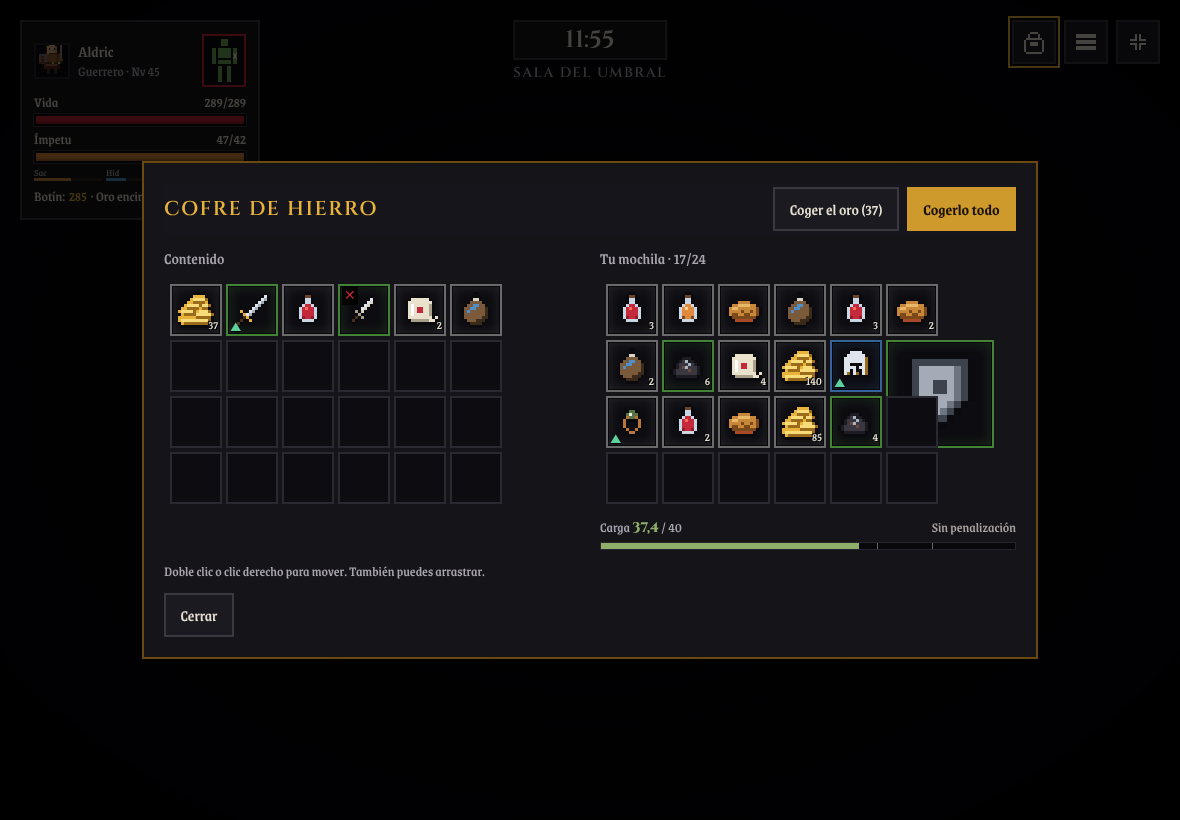 Aldric
Guerrero · Nv 45
Vida 289/289
Ímpetu 47/42
Sac Hid
Botín: 285 · Oro encir
11:55
SALA DEL UMBRAL
COFRE DE HIERRO
Coger el oro (37)
Cogerlo todo
Contenido
37
2
Tu mochila · 17/24
3 3 2
2 6 4 140
2 85 4
Carga 37,4 / 40
Sin penalización
Doble clic o clic derecho para mover. También puedes arrastrar.
Cerrar